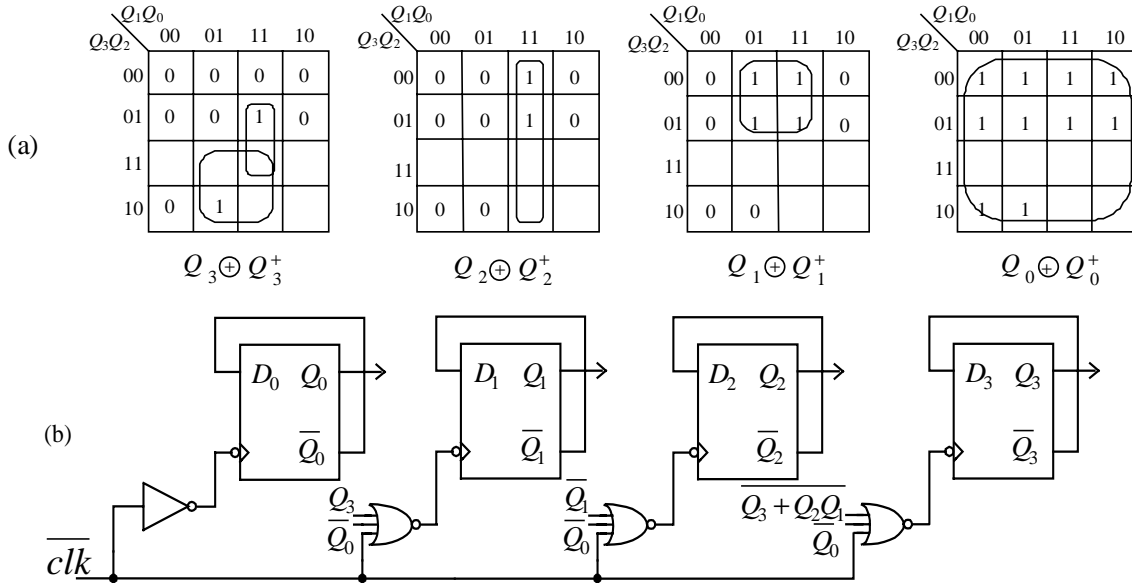 Q₁Q₀ Q₁Q₀ Q₁Q₀ Q₁Q₀
Q₃Q₂ 00 01 11 10 Q₃Q₂ 00 01 11 10 Q₃Q₂ 00 01 11 10 Q₃Q₂ 00 01 11 10
00 0 0 0 0 00 0 0 1 0 00 0 1 1 0 00 1 1 1 1
01 0 0 1 0 01 0 0 1 0 01 0 1 1 0 01 1 1 1 1
(a)
11 11 11 11
10 0 1 10 0 0 10 0 0 10 1 1
Q₃ ⊕ Q₃⁺ Q₂ ⊕ Q₂⁺ Q₁ ⊕ Q₁⁺ Q₀ ⊕ Q₀⁺
D₀ Q₀ D₁ Q₁ D₂ Q₂ D₃ Q₃
(b)
Q̅₀ Q̅₁ Q̅₂ Q̅₃
Q₃ Q̅₁ \overline{Q₃ + Q₂Q₁}
Q̅₀ Q̅₀ Q̅₀
\overline{clk}